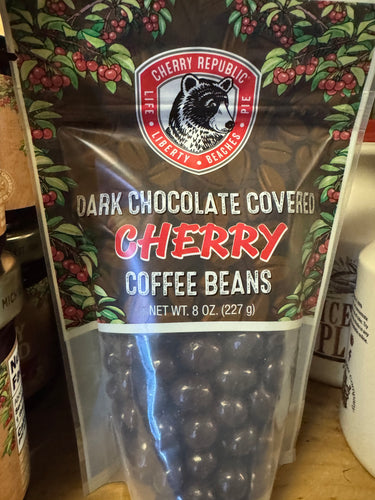 CHERRY REPUBLIC
LIFE • LIBERTY • BEACHES • PIE
DARK CHOCOLATE COVERED
CHERRY
COFFEE BEANS
NET WT. 8 OZ. (227 g)